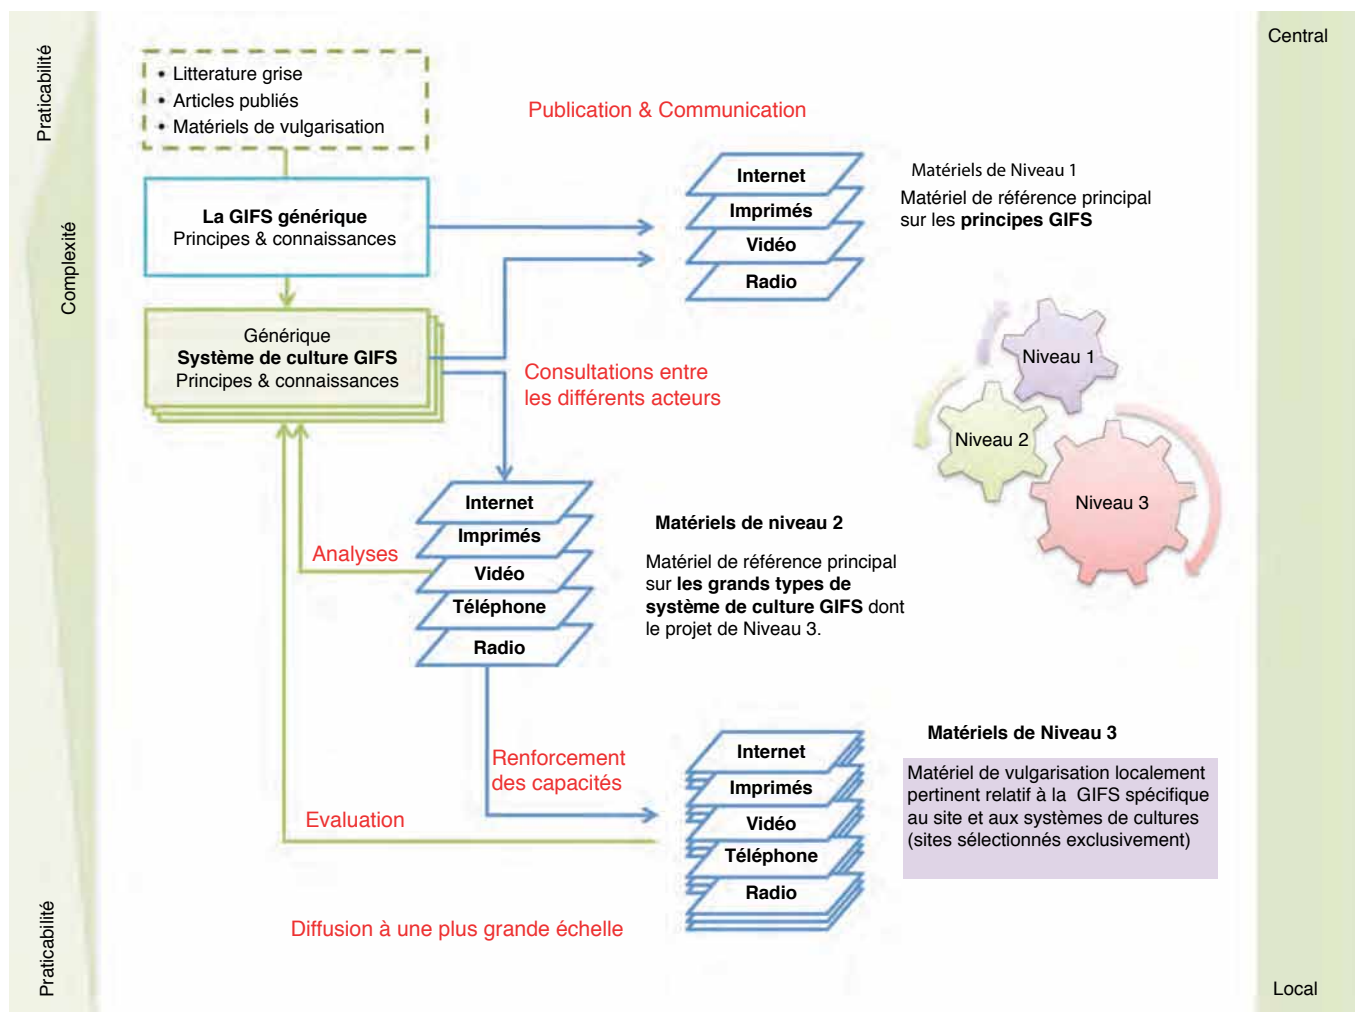 Praticabilité
Complexité
Praticabilité
Central
Local
• Litterature grise
• Articles publiés
• Matériels de vulgarisation
La GIFS générique
Principes & connaissances
Générique
Système de culture GIFS
Principes & connaissances
Publication & Communication
Internet
Imprimés
Vidéo
Radio
Matériels de Niveau 1
Matériel de référence principal
sur les principes GIFS
Niveau 1
Niveau 2
Niveau 3
Consultations entre
les différents acteurs
Analyses
Internet
Imprimés
Vidéo
Téléphone
Radio
Matériels de niveau 2
Matériel de référence principal
sur les grands types de
système de culture GIFS dont
le projet de Niveau 3.
Renforcement
des capacités
Evaluation
Internet
Imprimés
Vidéo
Téléphone
Radio
Matériels de Niveau 3
Matériel de vulgarisation localement
pertinent relatif à la GIFS spécifique
au site et aux systèmes de cultures
(sites sélectionnés exclusivement)
Diffusion à une plus grande échelle